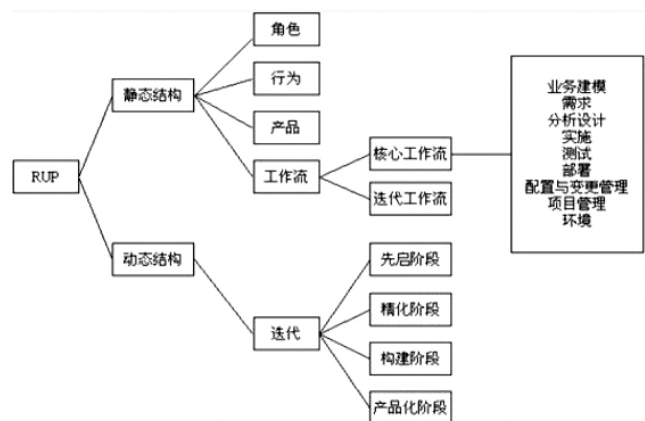 角色
行为
静态结构
产品
工作流
核心工作流
迭代工作流
业务建模
需求
分析设计
实施
测试
部署
配置与变更管理
项目管理
环境
RUP
动态结构
迭代
先启阶段
精化阶段
构建阶段
产品化阶段